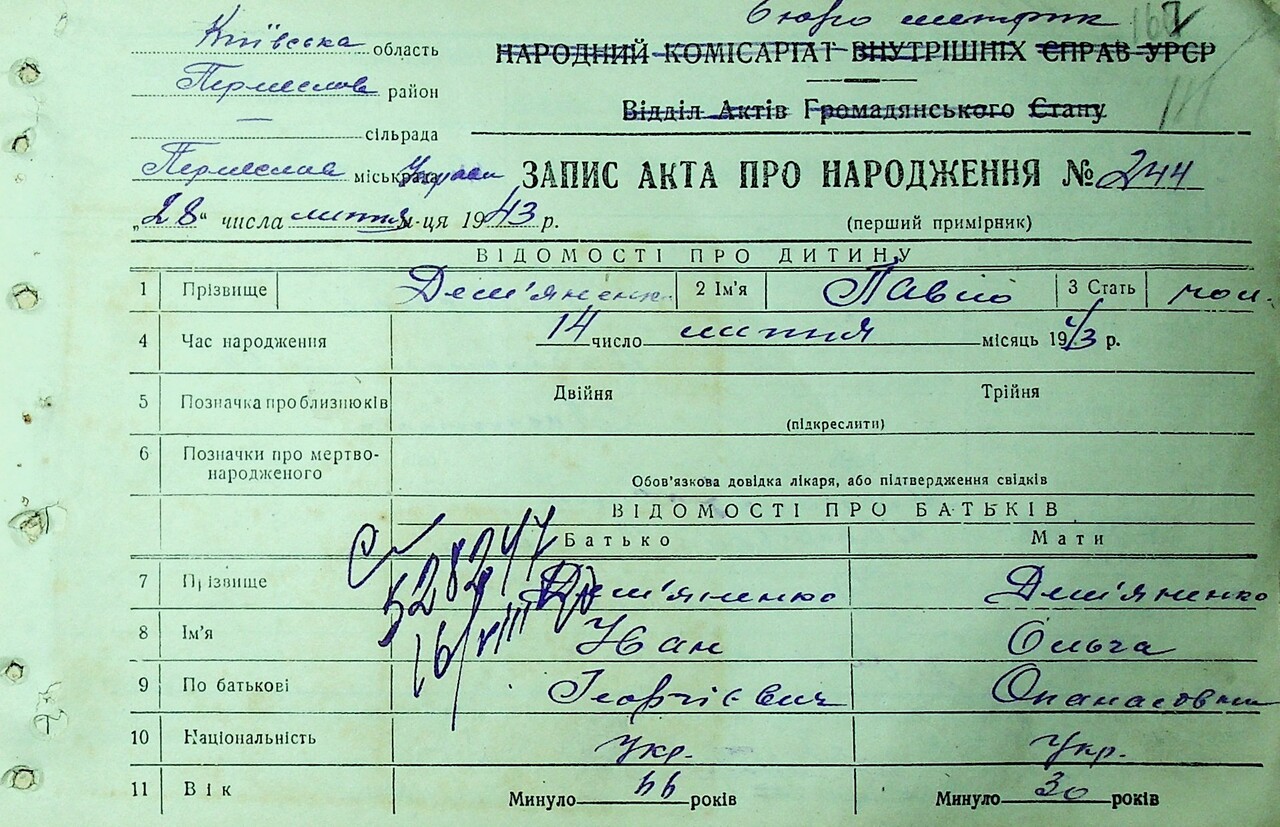 Київська область
бюро метрик 167
НАРОДНИЙ КОМІСАРІАТ ВНУТРІШНІХ СПРАВ УРСР
район
Відділ Актів Громадянського Стану
сільрада
міськрада
ЗАПИС АКТА ПРО НАРОДЖЕННЯ № 244
„28“ числа липня м-ця 1943 р.
(перший примірник)
ВІДОМОСТІ ПРО ДИТИНУ
1 Прізвище Дем'яненко 2 Ім'я Павло 3 Стать чол.
4 Час народження 14 число липня місяць 1943 р.
5 Позначка про близнюків Двійня Трійня
(підкреслити)
6 Позначки про мертво-
народженого
Обов'язкова довідка лікаря, або підтвердження свідків
ВІДОМОСТІ ПРО БАТЬКІВ
Батько Мати
7 Прізвище Дем'яненко Дем'яненко
8 Ім'я Іван Ольга
9 По батькові Георгієвич Опанасовна
10 Національність Укр. Укр.
11 Вік Минуло років Минуло 30 років